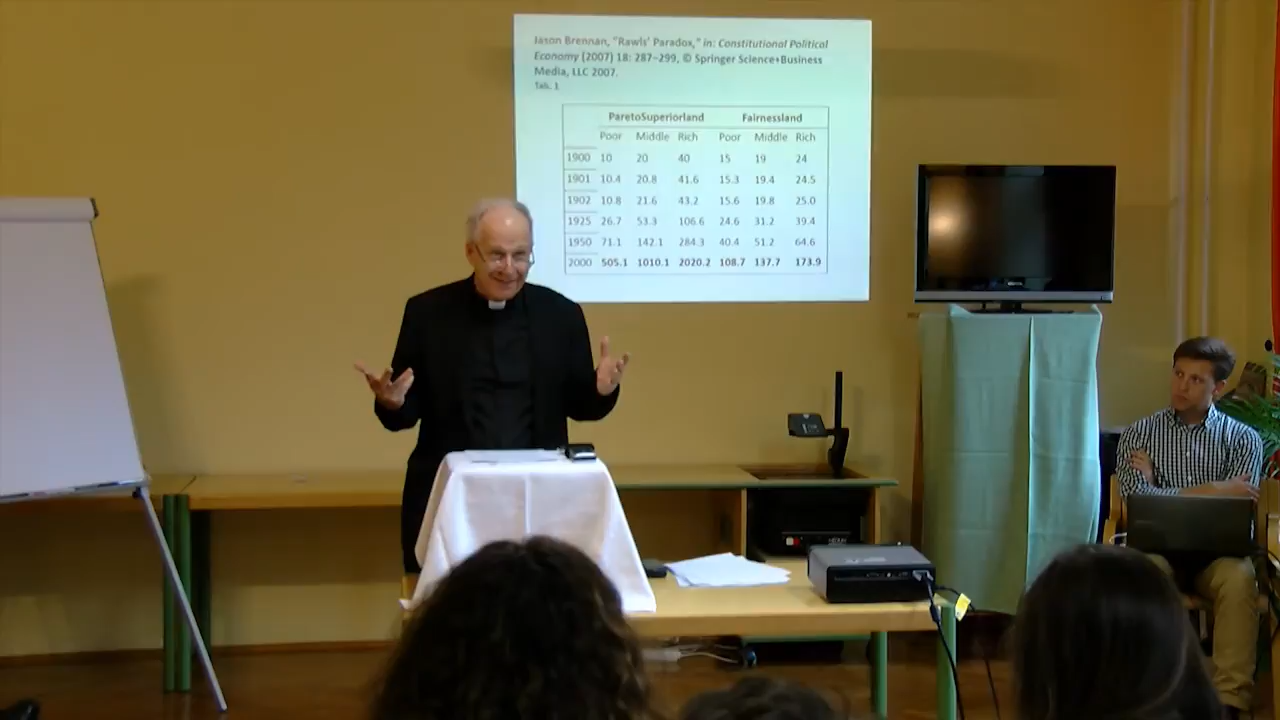 Jason Brennan, "Rawls' Paradox," in: Constitutional Political
Economy (2007) 18: 287–299, © Springer Science+Business
Media, LLC 2007.
Tab. 1
ParetoSuperiorland Fairnessland
Poor Middle Rich Poor Middle Rich
1900 10 20 40 15 19 24
1901 10.4 20.8 41.6 15.3 19.4 24.5
1902 10.8 21.6 43.2 15.6 19.8 25.0
1925 26.7 53.3 106.6 24.6 31.2 39.4
1950 71.1 142.1 284.3 40.4 51.2 64.6
2000 505.1 1010.1 2020.2 108.7 137.7 173.9